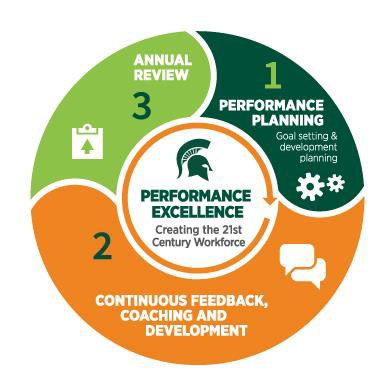 1
PERFORMANCE
PLANNING
Goal setting &
development
planning
2
CONTINUOUS FEEDBACK,
COACHING AND
DEVELOPMENT
ANNUAL
REVIEW
3
PERFORMANCE
EXCELLENCE
Creating the 21st
Century Workforce